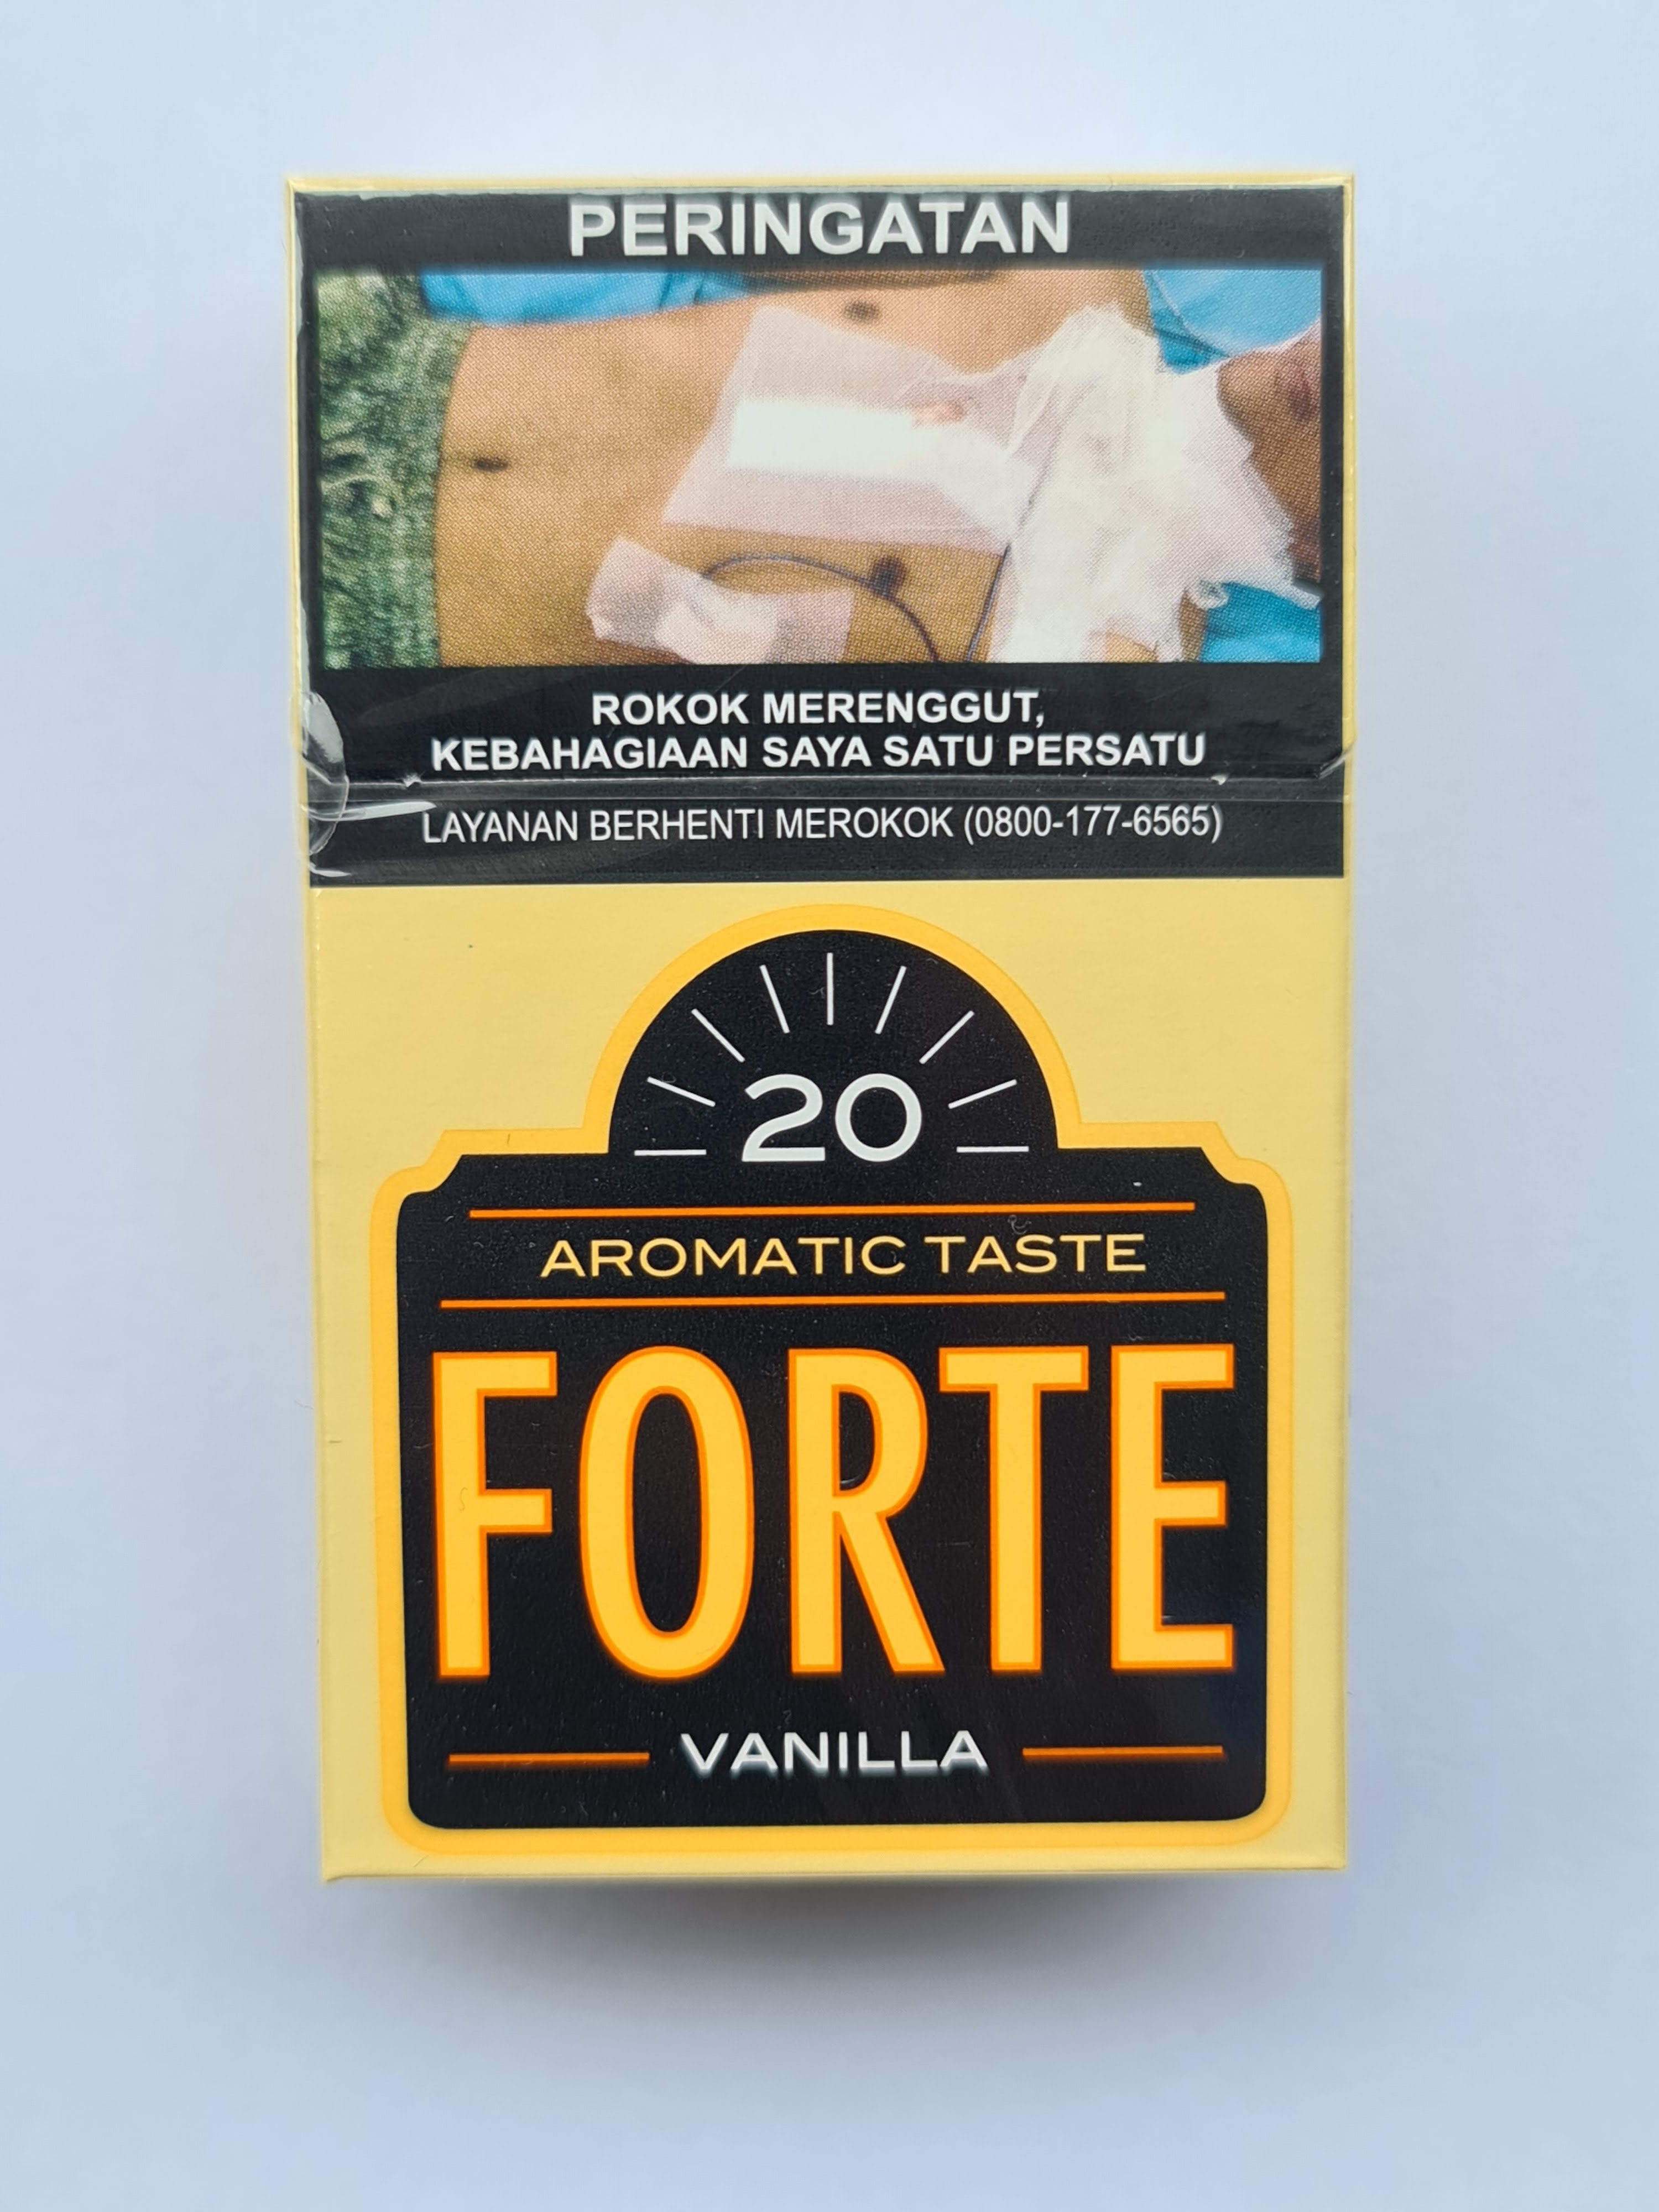 PERINGATAN
ROKOK MERENGGUT,
KEBAHAGIAAN SAYA SATU PERSATU
LAYANAN BERHENTI MEROKOK (0800-177-6565)
20
AROMATIC TASTE
FORTE
VANILLA